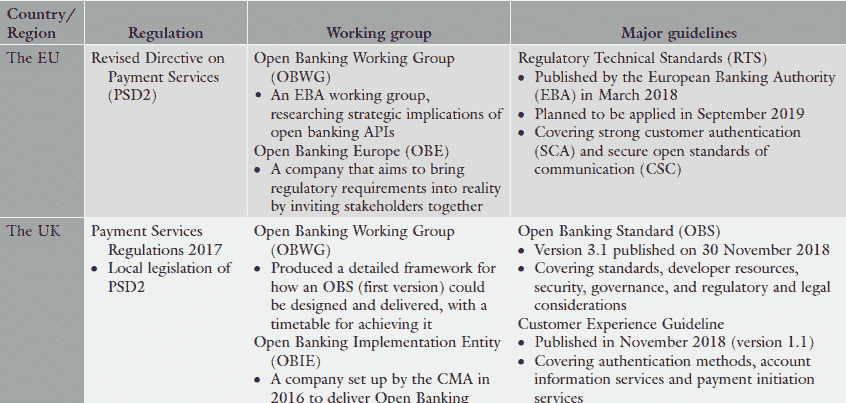 Country/
Region
Regulation
Working group
Major guidelines
The EU
Revised Directive on
Payment Services
(PSD2)
Open Banking Working Group
(OBWG)
• An EBA working group,
researching strategic implications of
open banking APIs
Open Banking Europe (OBE)
• A company that aims to bring
regulatory requirements into reality
by inviting stakeholders together
Regulatory Technical Standards (RTS)
• Published by the European Banking Authority
(EBA) in March 2018
• Planned to be applied in September 2019
• Covering strong customer authentication
(SCA) and secure open standards of
communication (CSC)
The UK
Payment Services
Regulations 2017
• Local legislation of
PSD2
Open Banking Working Group
(OBWG)
• Produced a detailed framework for
how an OBS (first version) could
be designed and delivered, with a
timetable for achieving it
Open Banking Implementation Entity
(OBIE)
• A company set up by the CMA in
2016 to deliver Open Banking
Open Banking Standard (OBS)
• Version 3.1 published on 30 November 2018
• Covering standards, developer resources,
security, governance, and regulatory and legal
considerations
Customer Experience Guideline
• Published in November 2018 (version 1.1)
• Covering authentication methods, account
information services and payment initiation
services